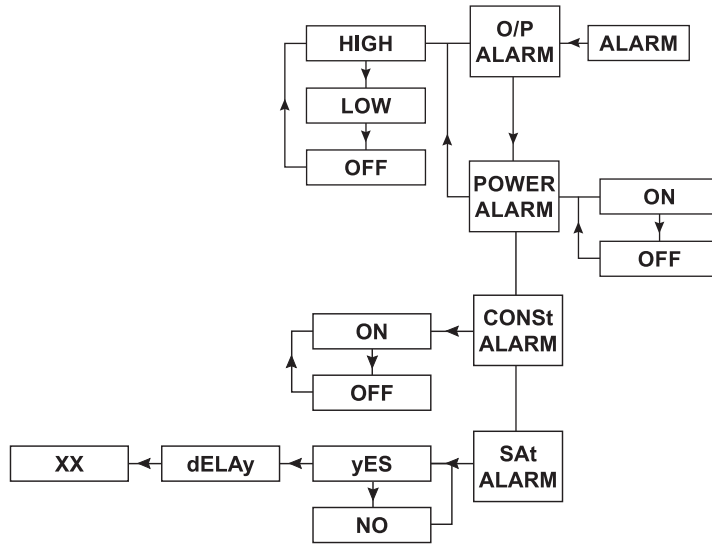 O/P
ALARM
ALARM
HIGH
LOW
OFF
POWER
ALARM
ON
OFF
CONSt
ALARM
ON
OFF
SAt
ALARM
yES
dELAy
XX
NO